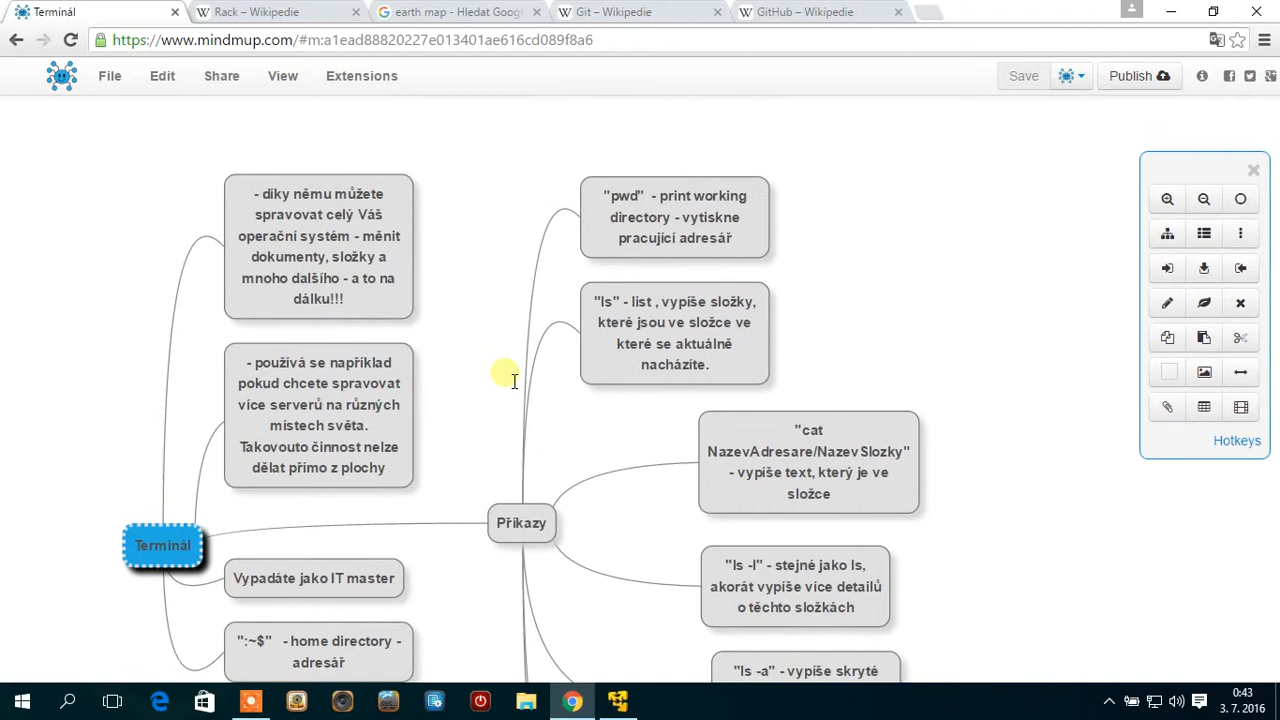 Terminál
Rack – Wikipedie
earth map - Hledat Goog
Git – Wikipedie
GitHub – Wikipedie
https://www.mindmup.com/#m:a1ead88820227e013401ae616cd089f8a6
File
Edit
Share
View
Extensions
Save
Publish
- díky němu můžete
spravovat celý Váš
operační systém - měnit
dokumenty, složky a
mnoho dalšího - a to na
dálku!!!
- používá se například
pokud chcete spravovat
více serverů na různých
místech světa.
Takovouto činnost nelze
dělat přímo z plochy
Terminál
Vypadáte jako IT master
":~$" - home directory -
adresář
Příkazy
"pwd" - print working
directory - vytiskne
pracující adresář
"ls" - list , vypíše složky,
které jsou ve složce ve
které se aktuálně
nacházíte.
"cat
NazevAdresare/NazevSlozky"
- vypíše text, který je ve
složce
"ls -l" - stejné jako ls,
akorát vypíše více detailů
o těchto složkách
"ls -a" - vypíše skryté
Hotkeys
0:43
3. 7. 2016